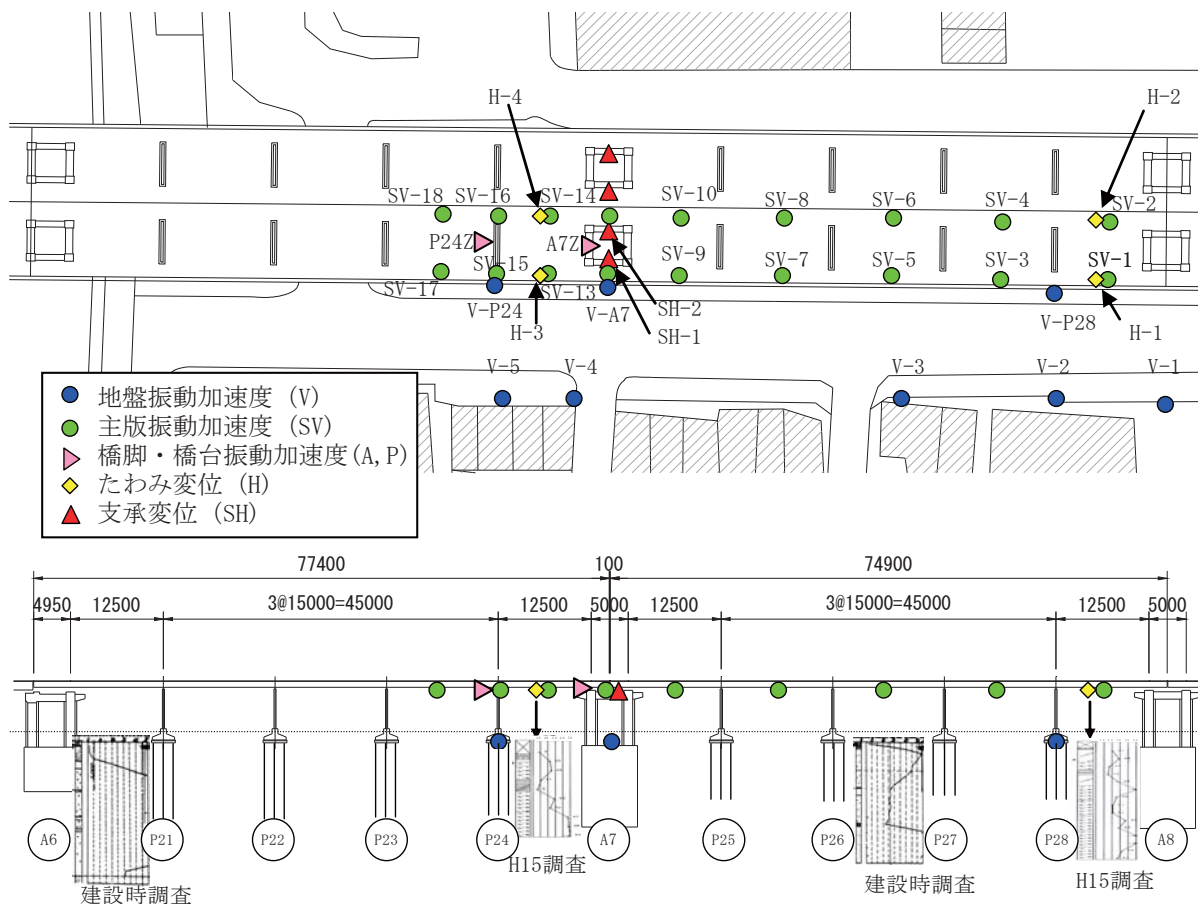 H-4
H-2
SV-18
SV-16
SV-14
SV-10
SV-8
SV-6
SV-4
SV-2
P24Z
A7Z
SV-15
SV-9
SV-7
SV-5
SV-3
SV-1
SV-17
SV-13
V-P24
V-A7
SH-2
V-P28
H-3
SH-1
H-1
V-5
V-4
V-3
V-2
V-1
地盤振動加速度 (V)
主版振動加速度 (SV)
橋脚・橋台振動加速度(A,P)
たわみ変位 (H)
支承変位 (SH)
77400
100
74900
4950
12500
3@15000=45000
12500
5000
12500
3@15000=45000
12500
5000
A6
P21
P22
P23
P24
A7
P25
P26
P27
P28
A8
建設時調査
H15調査
建設時調査
H15調査